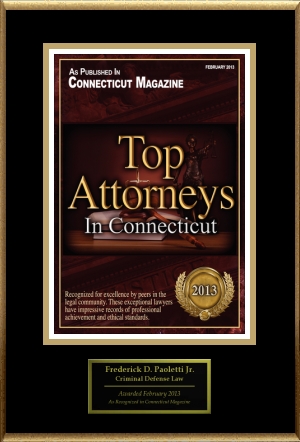 FEBRUARY 2013
AS PUBLISHED IN
CONNECTICUT MAGAZINE
Top
Attorneys
In Connecticut
2013
Recognized for excellence by peers in the
legal community. These exceptional lawyers
have impressive records of professional
achievement and ethical standards.
Frederick D. Paoletti Jr.
Criminal Defense Law
Awarded February 2013
As Recognized in Connecticut Magazine